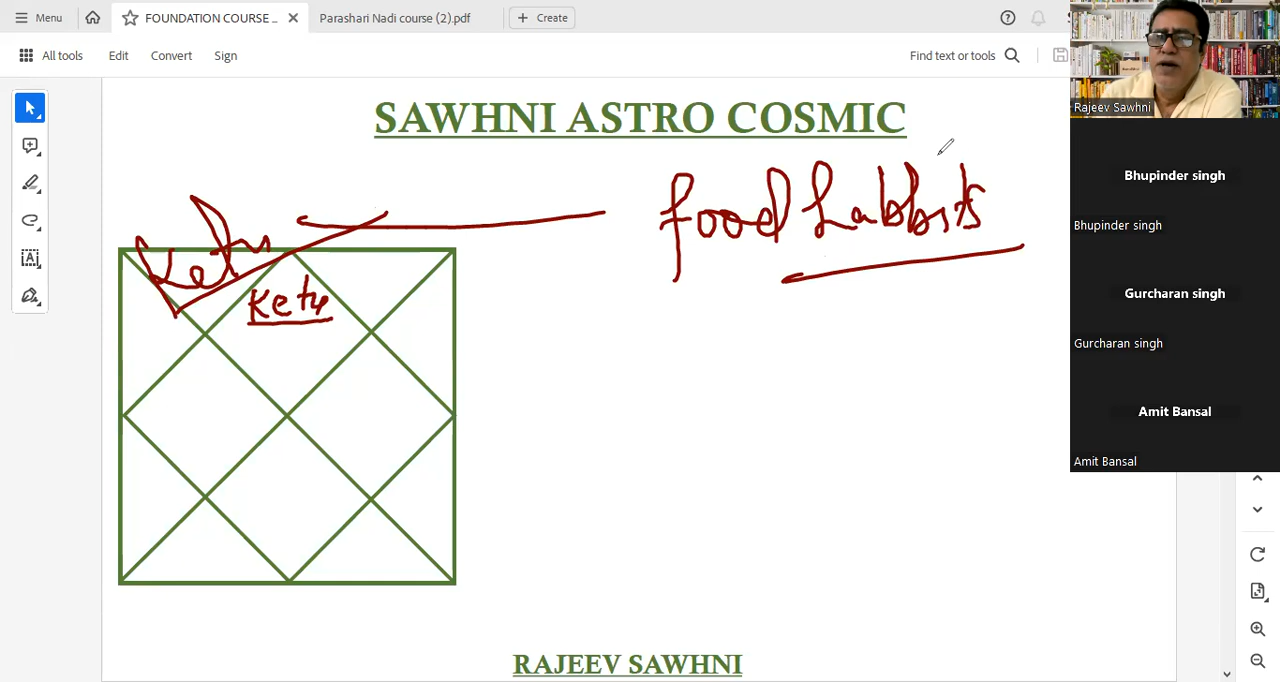 Menu
FOUNDATION COURSE ...
Parashari Nadi course (2).pdf
Create
All tools
Edit
Convert
Sign
Find text or tools
SAWHNI ASTRO COSMIC
food habbits
Ketu
Ketu
RAJEEV SAWHNI
Rajeev Sawhni
Bhupinder singh
Bhupinder singh
Gurcharan singh
Gurcharan singh
Amit Bansal
Amit Bansal